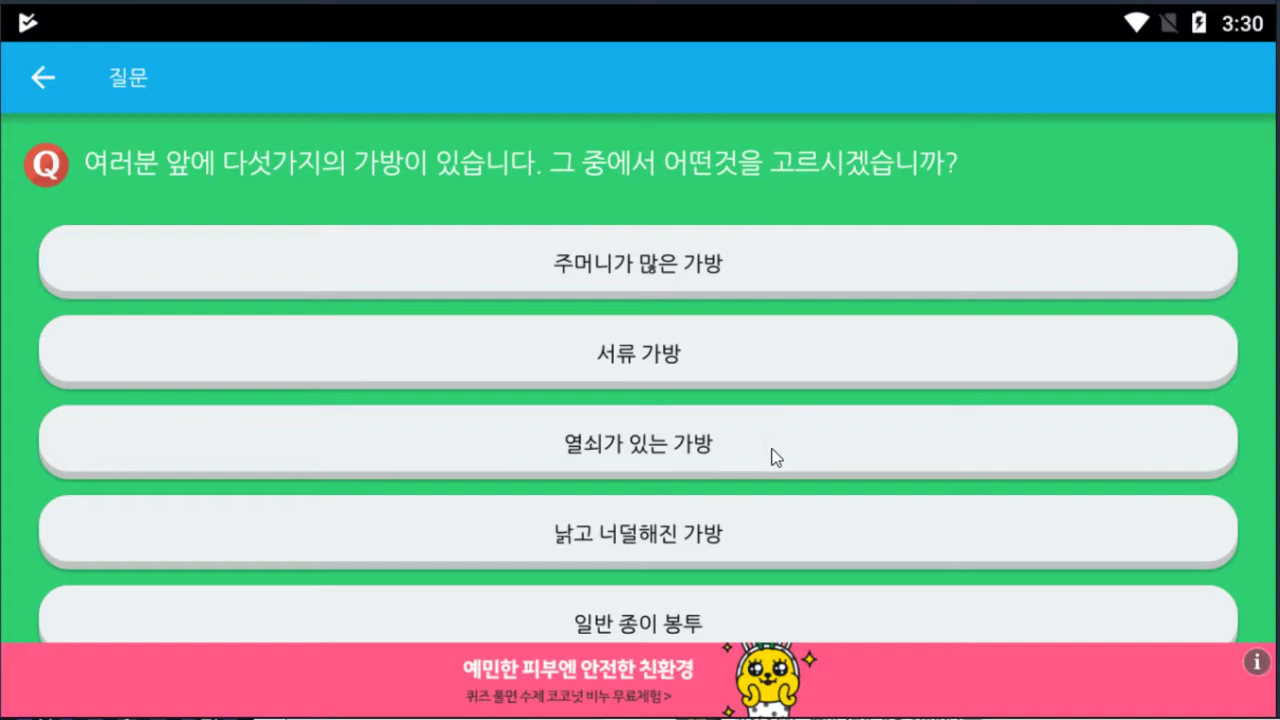 3:30
질문
Q 여러분 앞에 다섯가지의 가방이 있습니다. 그 중에서 어떤것을 고르시겠습니까?
주머니가 많은 가방
서류 가방
열쇠가 있는 가방
낡고 너덜해진 가방
일반 종이 봉투
예민한 피부엔 안전한 친환경
퀴즈 풀면 수제 코코넛 비누 무료체험 >